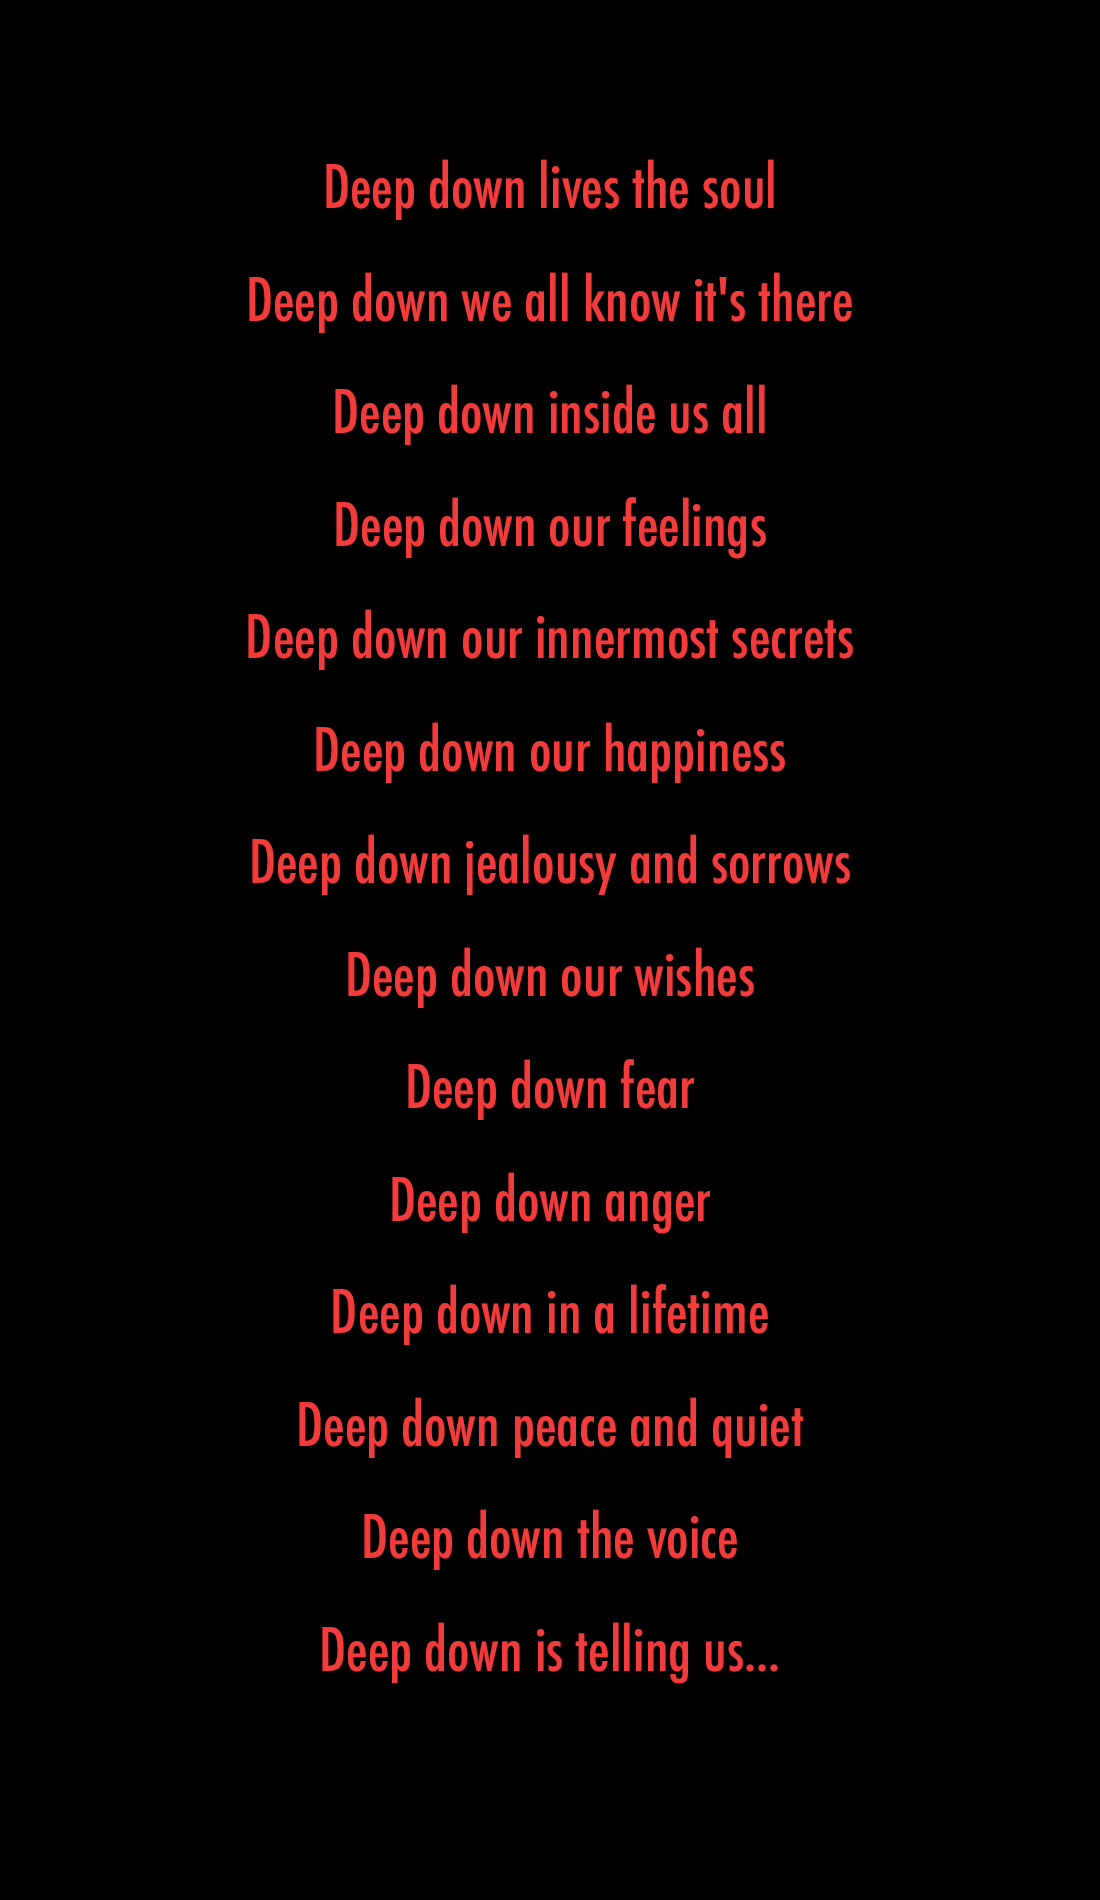 Deep down lives the soul
Deep down we all know it's there
Deep down inside us all
Deep down our feelings
Deep down our innermost secrets
Deep down our happiness
Deep down jealousy and sorrows
Deep down our wishes
Deep down fear
Deep down anger
Deep down in a lifetime
Deep down peace and quiet
Deep down the voice
Deep down is telling us...